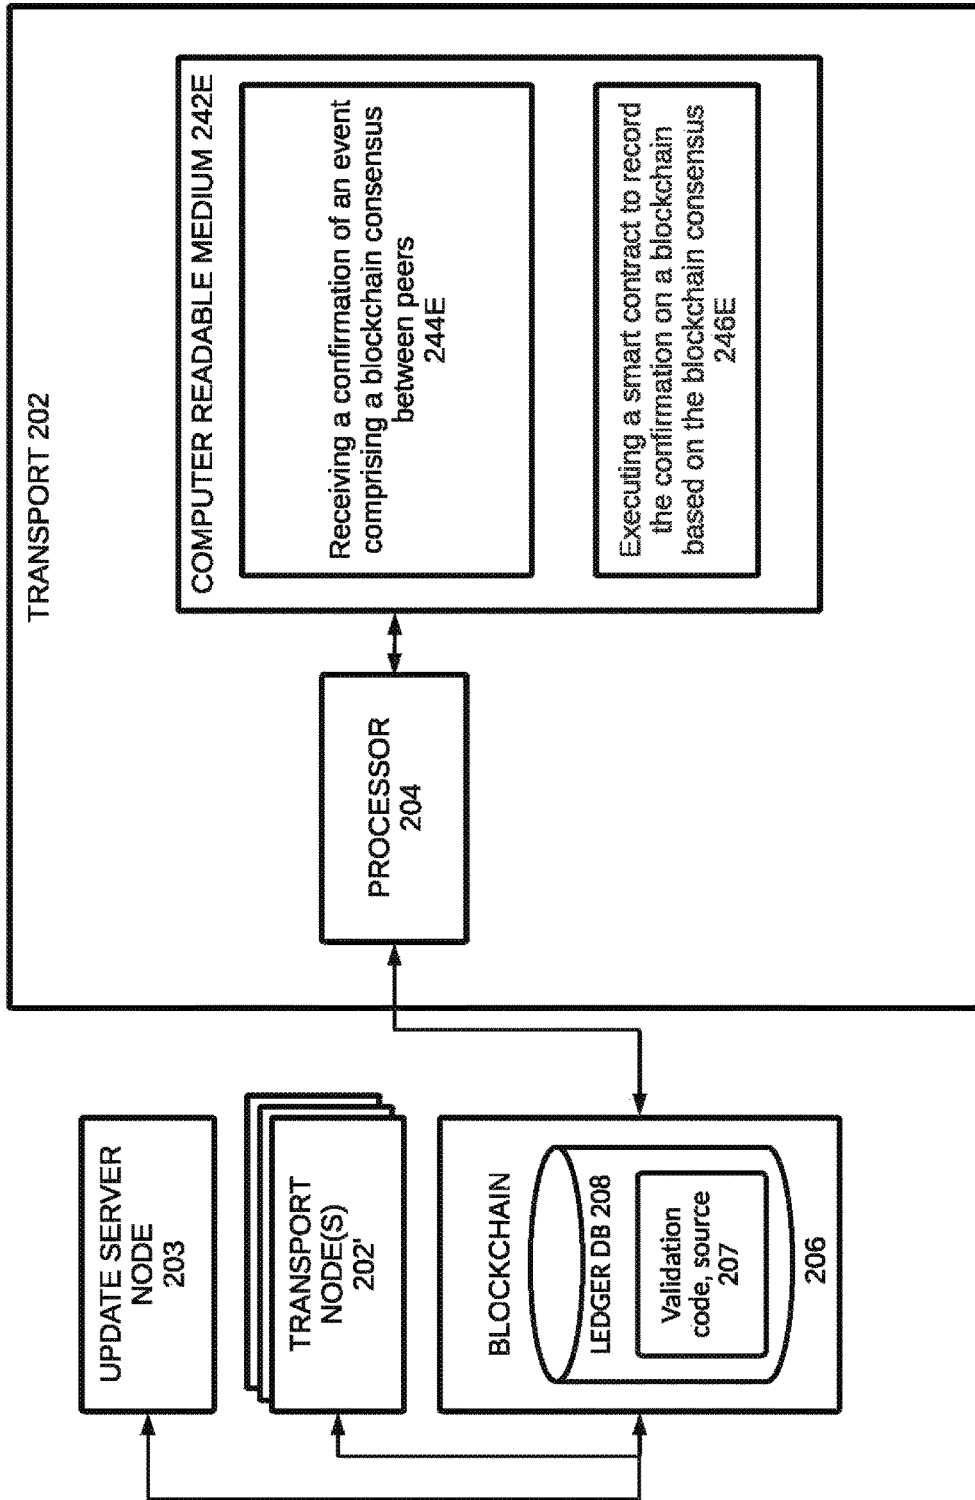 TRANSPORT 202
UPDATE SERVER
NODE
203
TRANSPORT
NODE(S)
202'
BLOCKCHAIN
LEDGER DB 208
Validation
code, source
207
206
PROCESSOR
204
COMPUTER READABLE MEDIUM 242E
Receiving a confirmation of an event
comprising a blockchain consensus
between peers
244E
Executing a smart contract to record
the confirmation on a blockchain
based on the blockchain consensus
246E